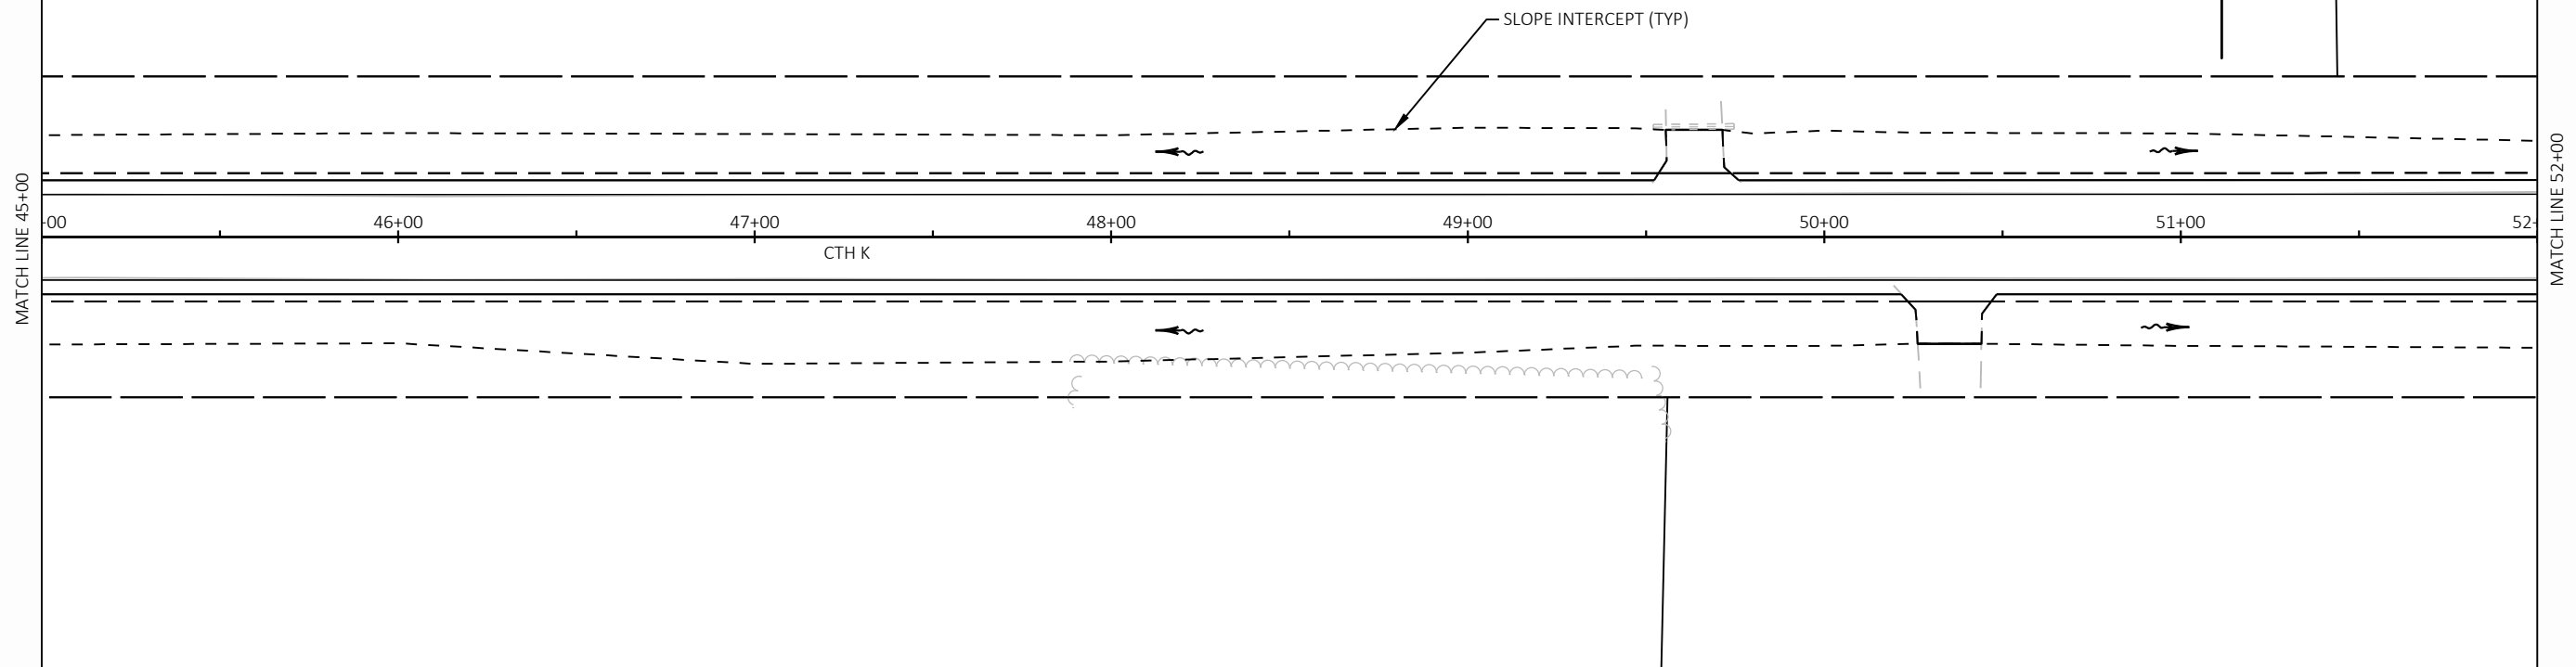 SLOPE INTERCEPT (TYP)
MATCH LINE 45+00
-00 46+00 47+00 48+00 49+00 50+00 51+00 52-
CTH K
MATCH LINE 52+00